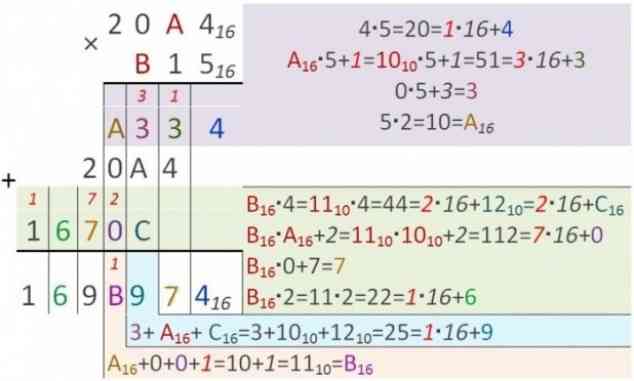 2 0 A 4₁₆
×
B 1 5₁₆
3 1
A 3 3 4
2 0 A 4
+
1 7 2
1 6 7 0 C
1
1 6 9 B 9 7 4₁₆
4·5=20=1·16+4
A₁₆·5+1=10₁₀·5+1=51=3·16+3
0·5+3=3
5·2=10=A₁₆
B₁₆·4=11₁₀·4=44=2·16+12₁₀=2·16+C₁₆
B₁₆·A₁₆+2=11₁₀·10₁₀+2=112=7·16+0
B₁₆·0+7=7
B₁₆·2=11·2=22=1·16+6
3+ A₁₆+ C₁₆=3+10₁₀+12₁₀=25=1·16+9
A₁₆+0+0+1=10+1=11₁₀=B₁₆